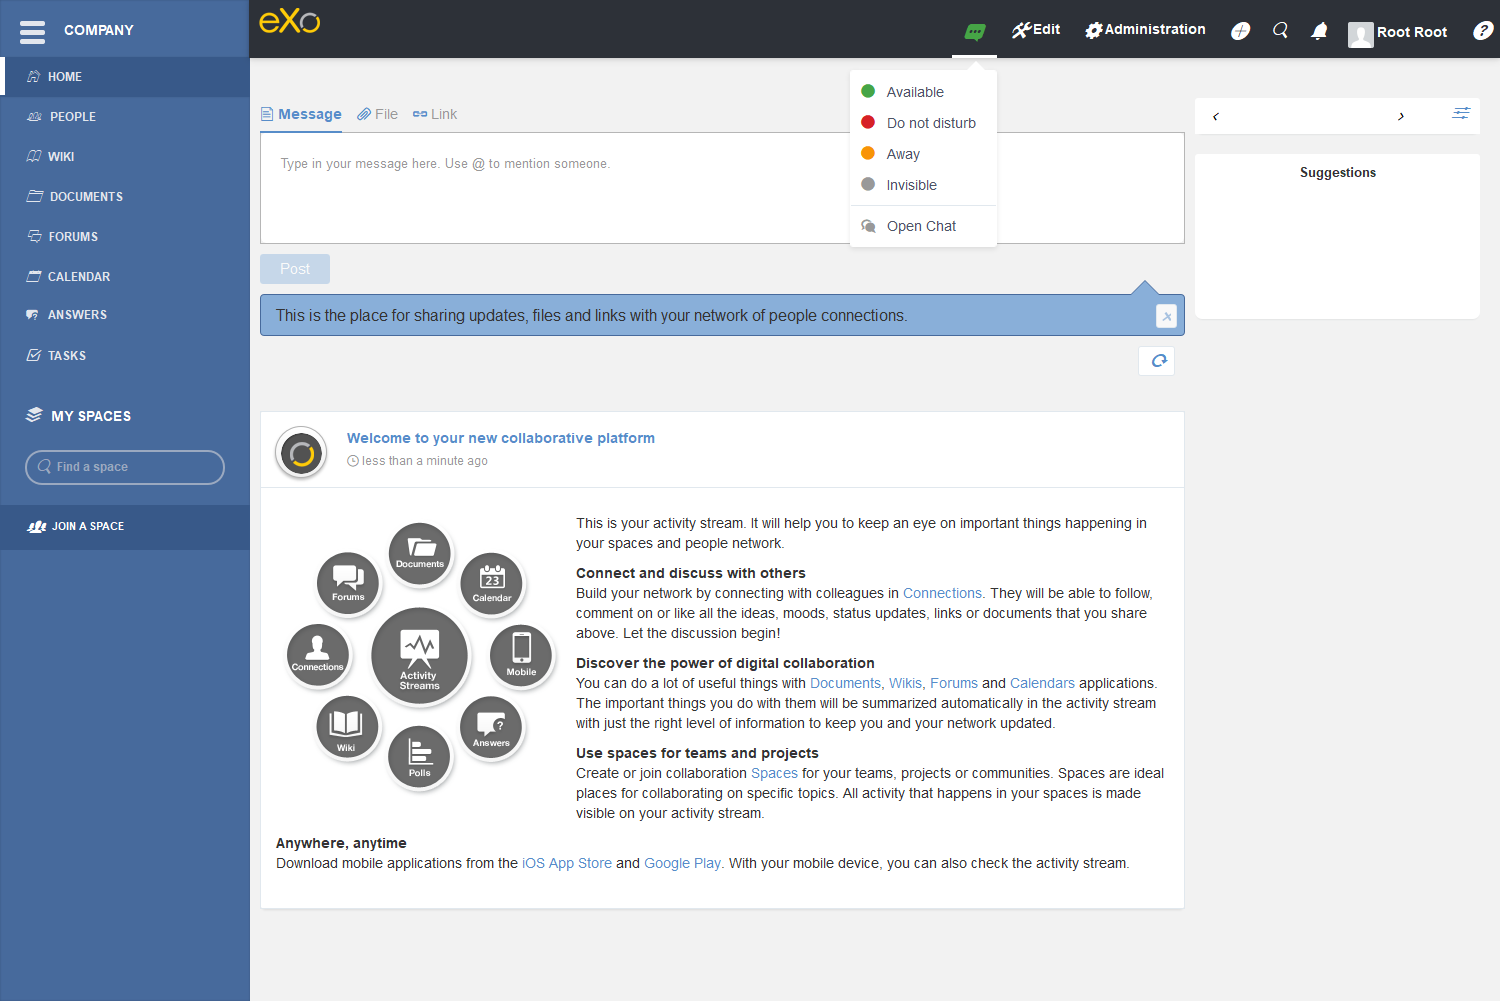 COMPANY
eXo
Edit
Administration
Root Root
?
HOME
PEOPLE
WIKI
DOCUMENTS
FORUMS
CALENDAR
ANSWERS
TASKS
MY SPACES
Find a space
JOIN A SPACE
Message
File
Link
Type in your message here. Use @ to mention someone.
Available
Do not disturb
Away
Invisible
Open Chat
Post
This is the place for sharing updates, files and links with your network of people connections.
x
Suggestions
Welcome to your new collaborative platform
less than a minute ago
Documents
Forums
23
Calendar
Connections
Activity
Streams
Mobile
Wiki
?
Answers
Polls
This is your activity stream. It will help you to keep an eye on important things happening in
your spaces and people network.
Connect and discuss with others
Build your network by connecting with colleagues in Connections. They will be able to follow,
comment on or like all the ideas, moods, status updates, links or documents that you share
above. Let the discussion begin!
Discover the power of digital collaboration
You can do a lot of useful things with Documents, Wikis, Forums and Calendars applications.
The important things you do with them will be summarized automatically in the activity stream
with just the right level of information to keep you and your network updated.
Use spaces for teams and projects
Create or join collaboration Spaces for your teams, projects or communities. Spaces are ideal
places for collaborating on specific topics. All activity that happens in your spaces is made
visible on your activity stream.
Anywhere, anytime
Download mobile applications from the iOS App Store and Google Play. With your mobile device, you can also check the activity stream.